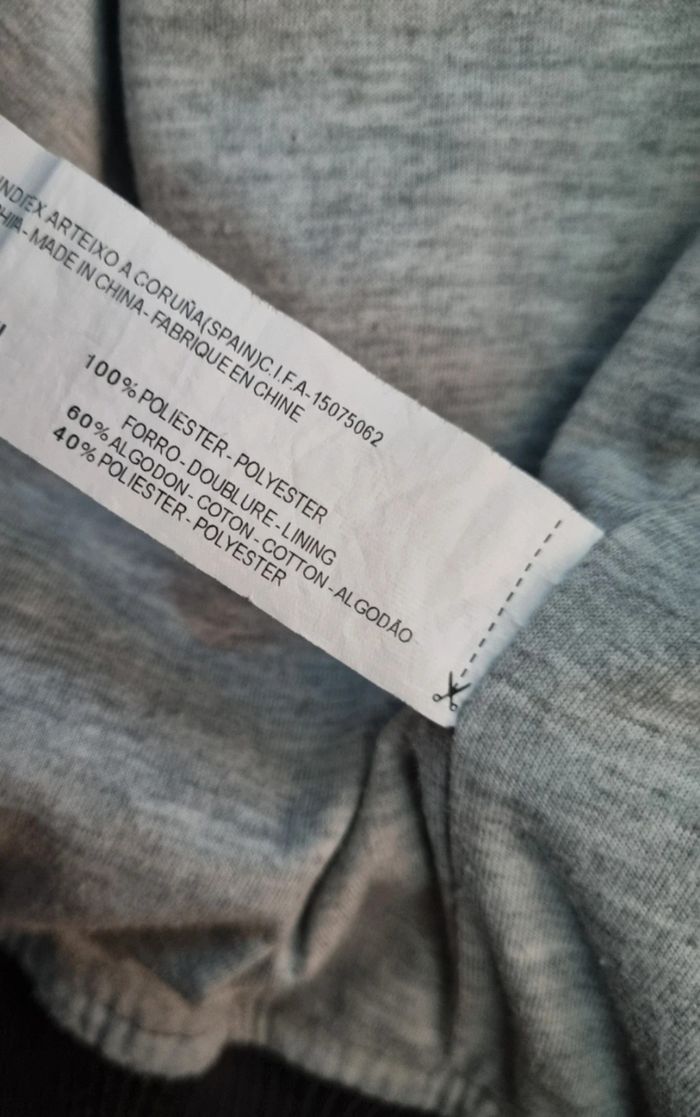 ARTEIXO A CORUÑA(SPAIN)C.I.F.A-15075062
- MADE IN CHINA - FABRIQUE EN CHINE
100% POLIESTER - POLYESTER
FORRO - DOUBLURE - LINING
60% ALGODON - COTON - COTTON - ALGODÃO
40% POLIESTER - POLYESTER